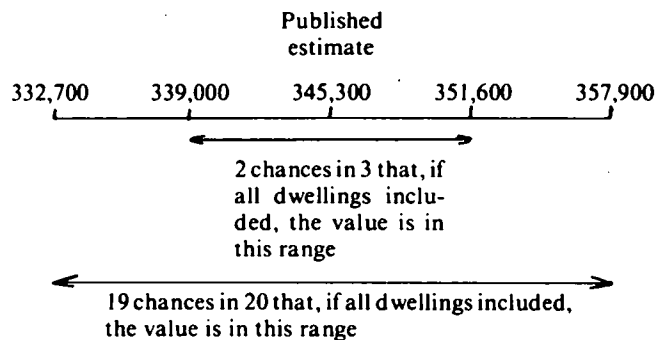 Published
estimate
332,700 339,000 345,300 351,600 357,900
2 chances in 3 that, if
all dwellings inclu-
ded, the value is in
this range
19 chances in 20 that, if all dwellings included,
the value is in this range